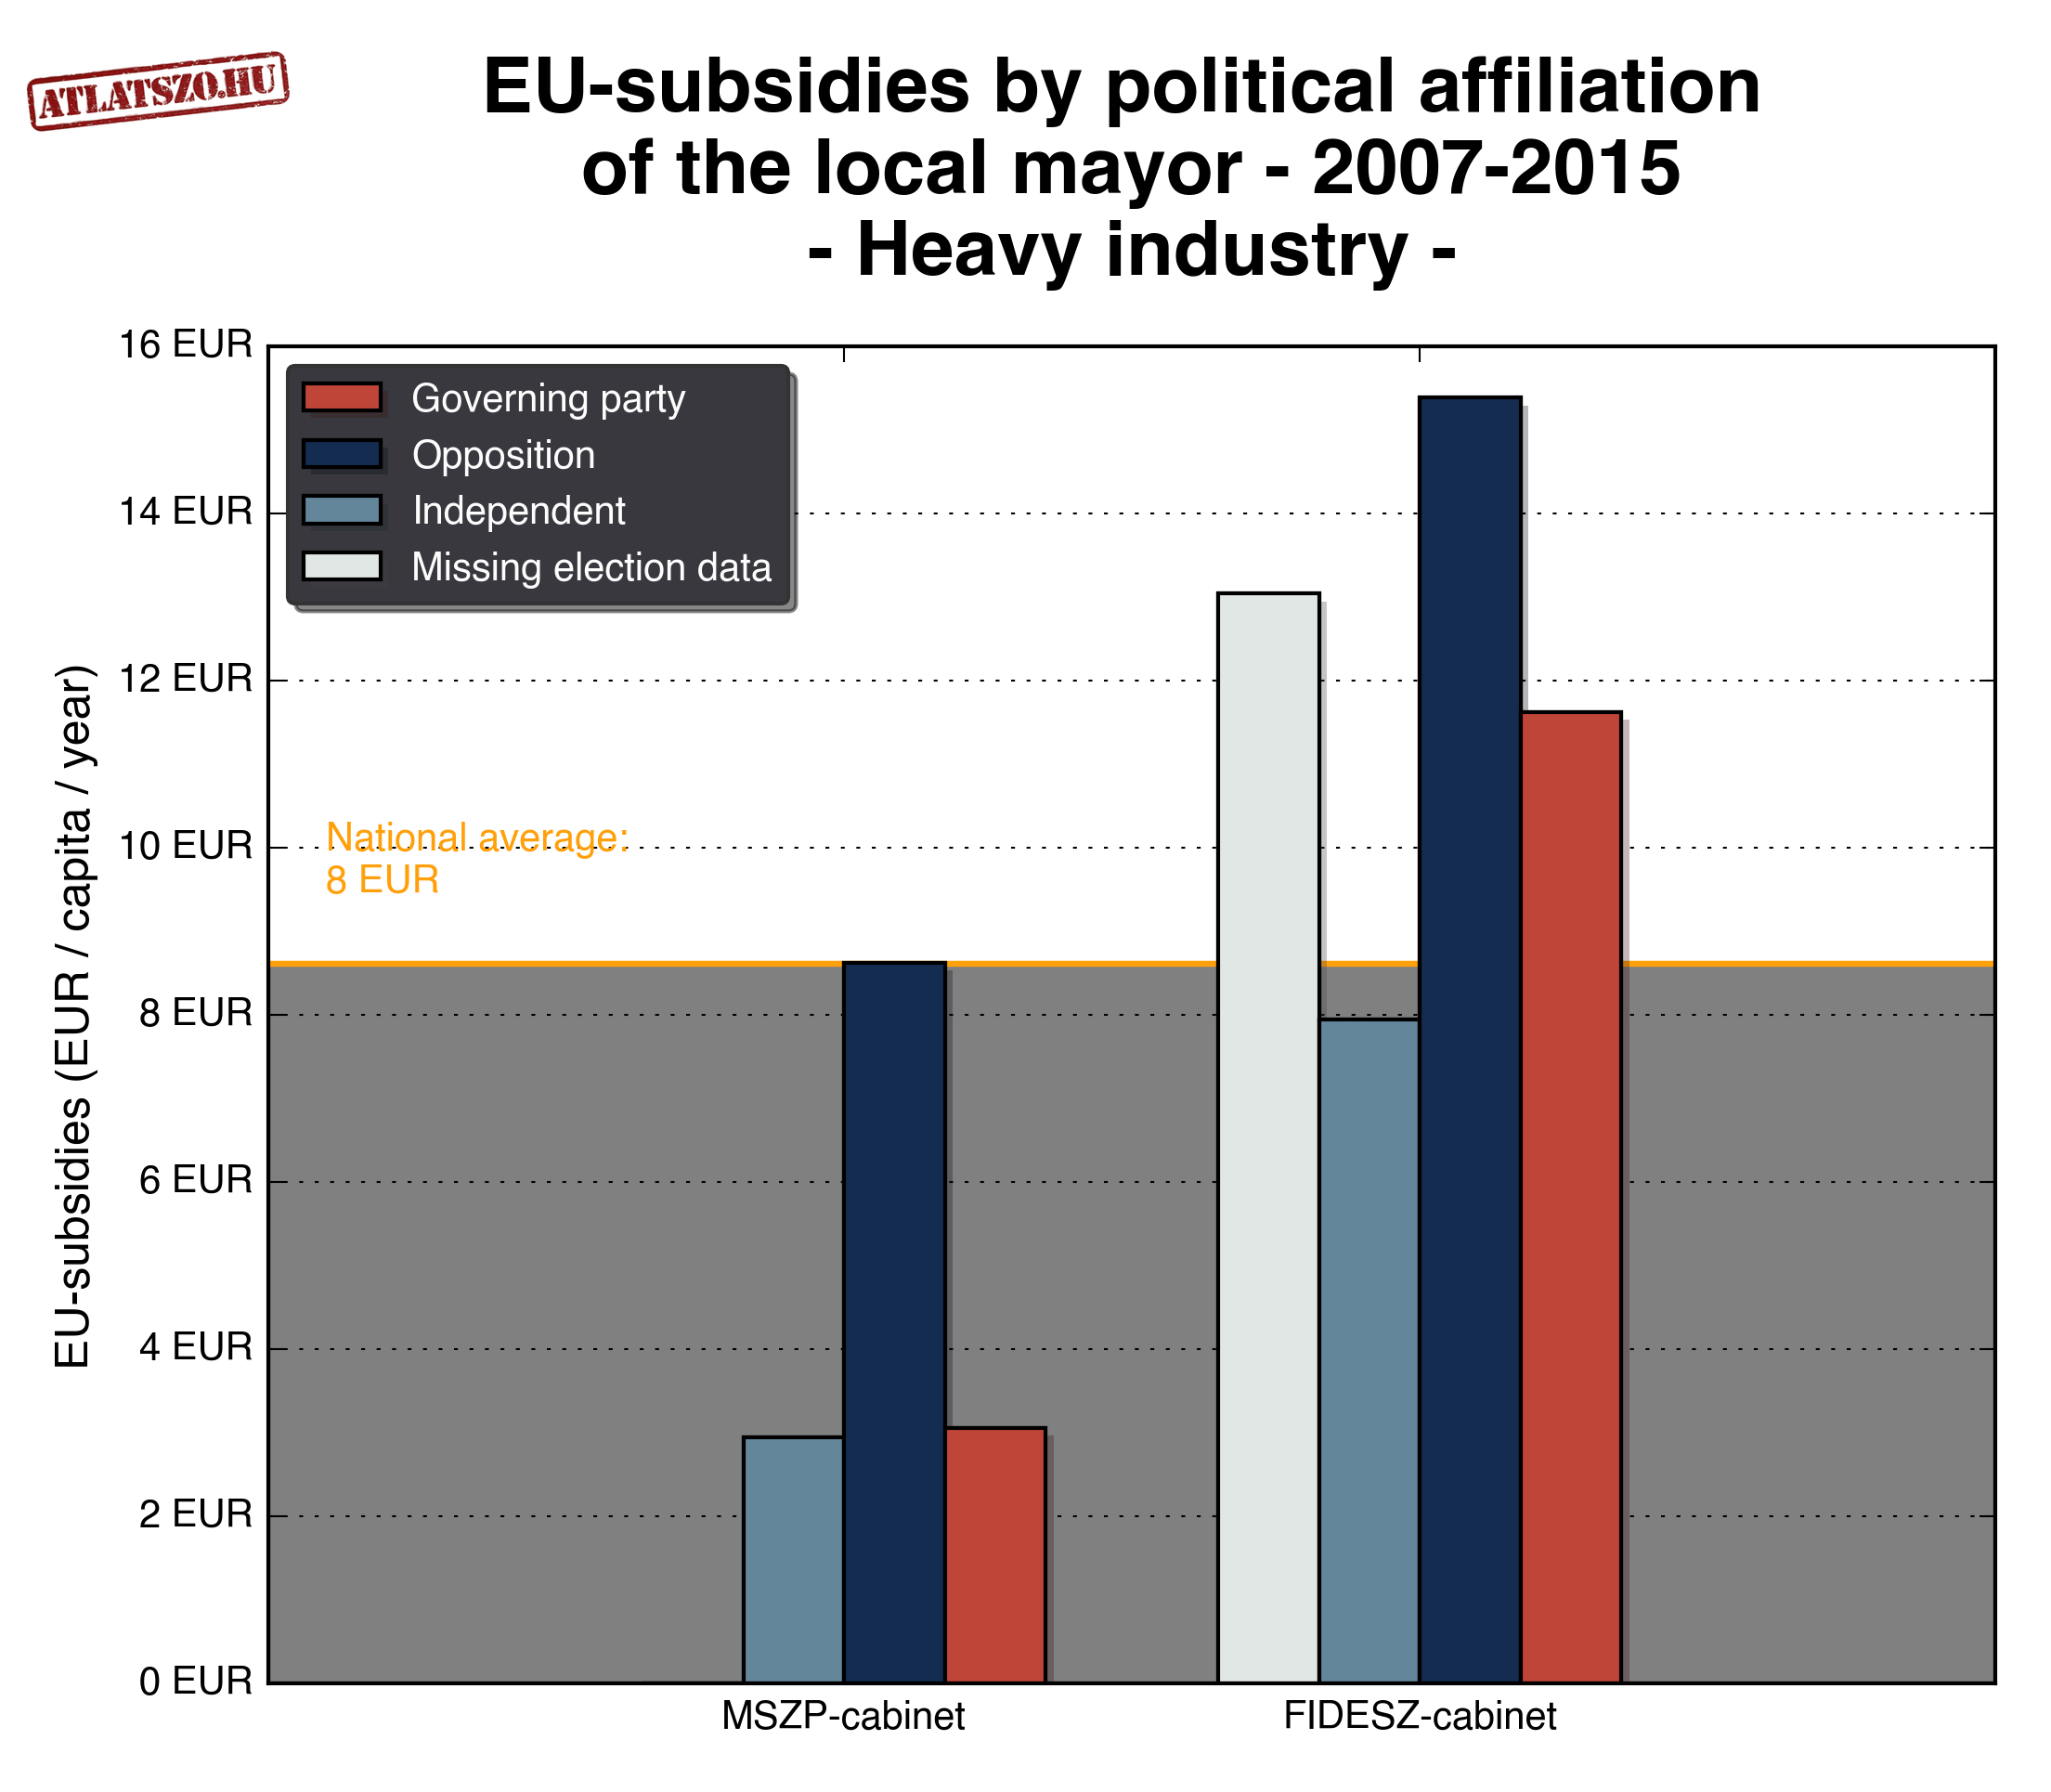 ATLATSZO.HU
EU-subsidies by political affiliation
of the local mayor - 2007-2015
- Heavy industry -
16 EUR
14 EUR
12 EUR
10 EUR
8 EUR
6 EUR
4 EUR
2 EUR
0 EUR
EU-subsidies (EUR / capita / year)
Governing party
Opposition
Independent
Missing election data
National average:
8 EUR
MSZP-cabinet
FIDESZ-cabinet